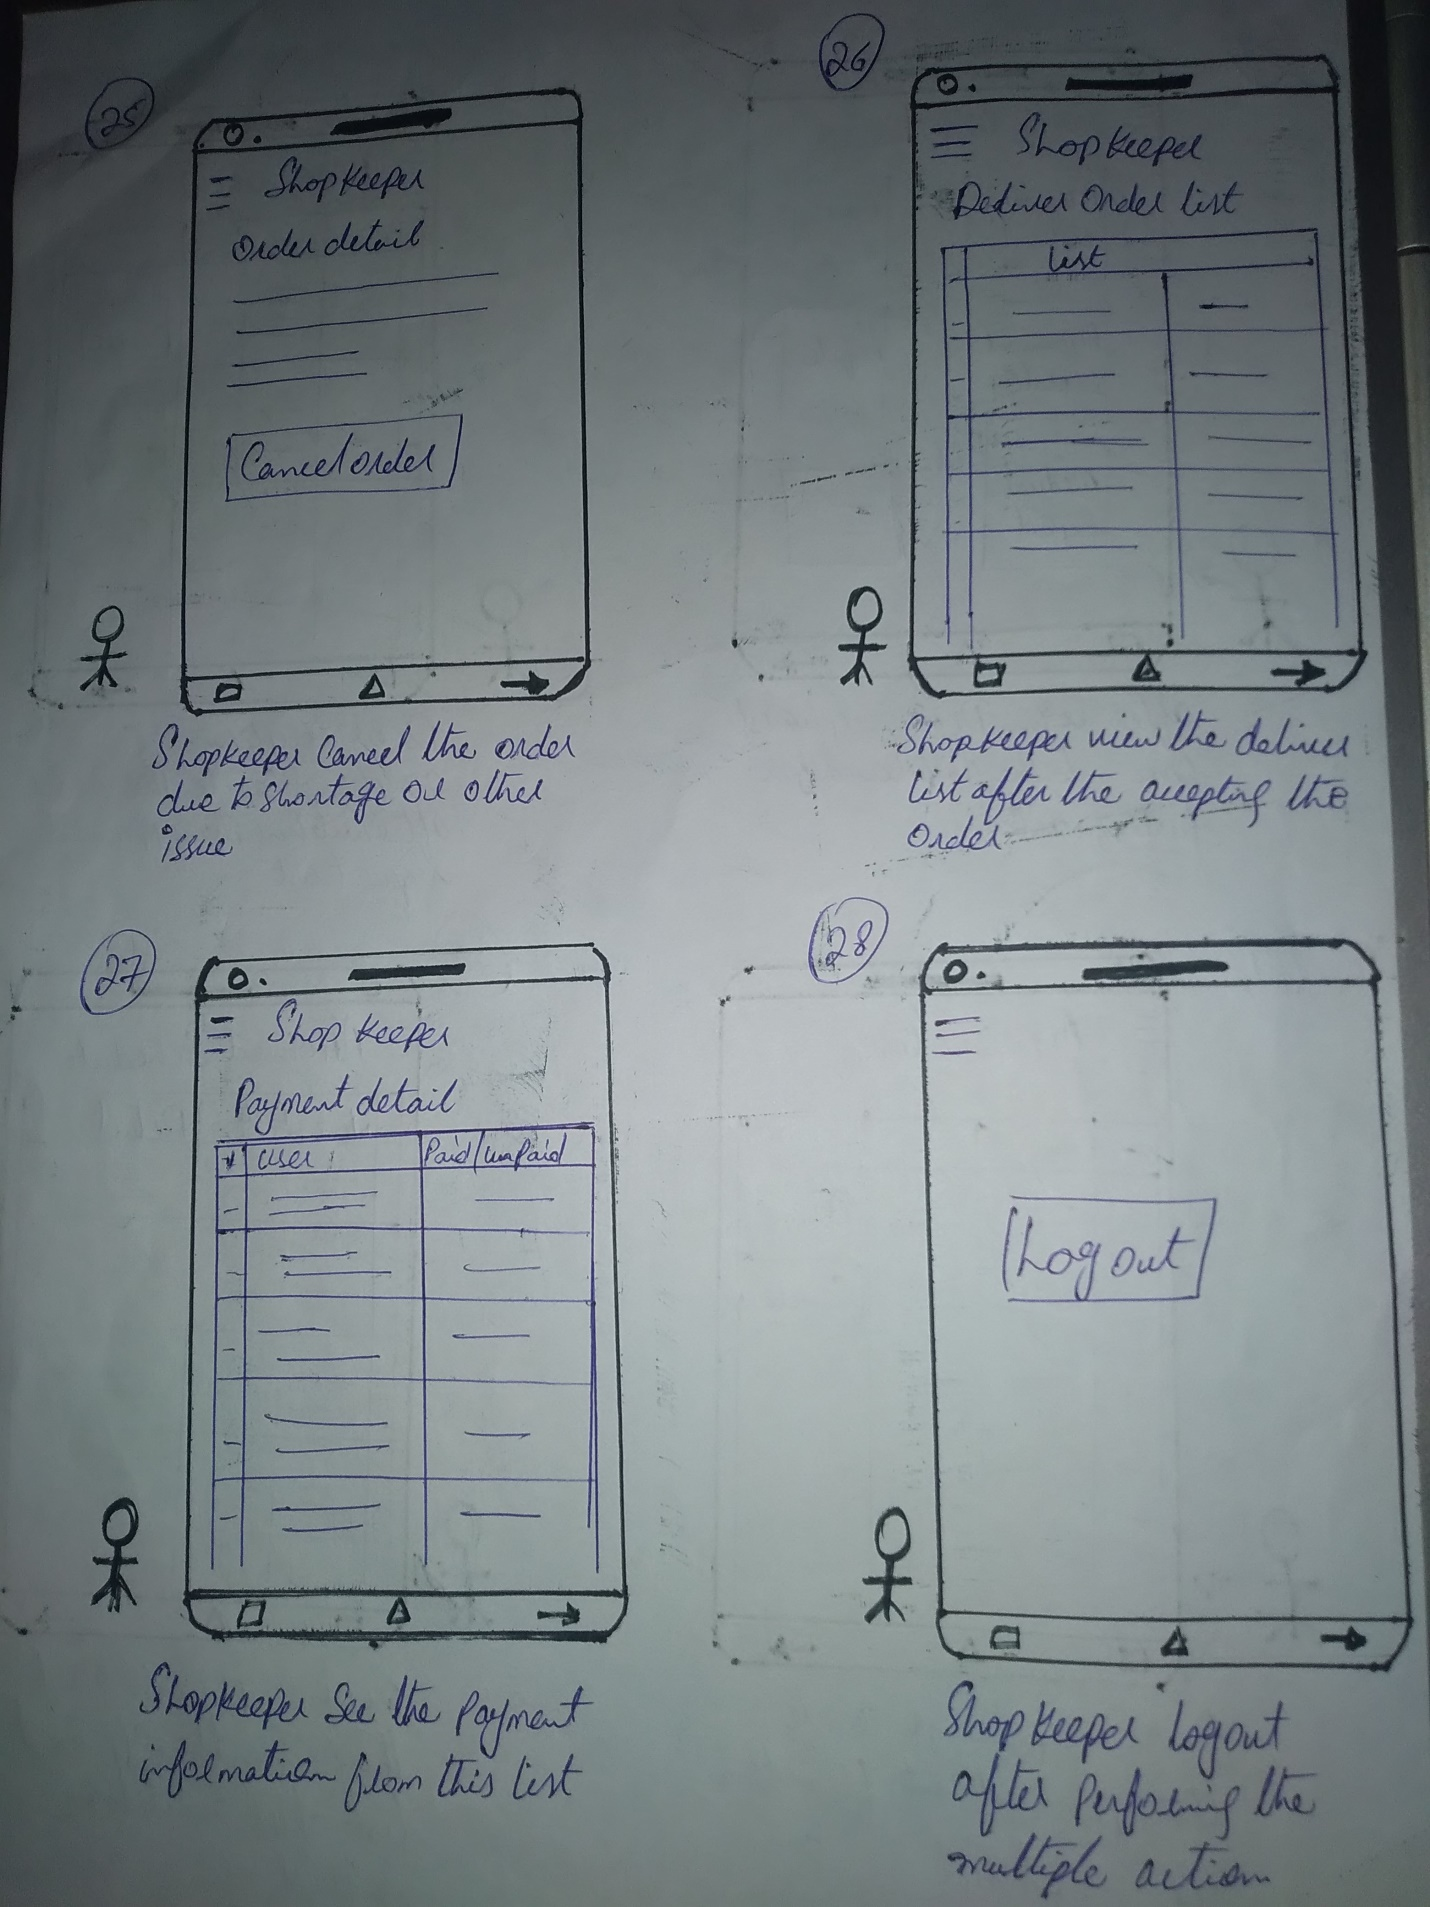 25
Shopkeeper
Order detail
Cancel order
Shopkeeper Cancel the order
due to shortage or other
issue
26
Shopkeeper
Deliver Order list
List
Shopkeeper view the deliver
list after the accepting the
Order
27
Shop keeper
Payment detail
user Paid/unPaid
Shopkeeper See the Payment
information from this list
28
Logout
Shopkeeper logout
after Performing the
multiple action